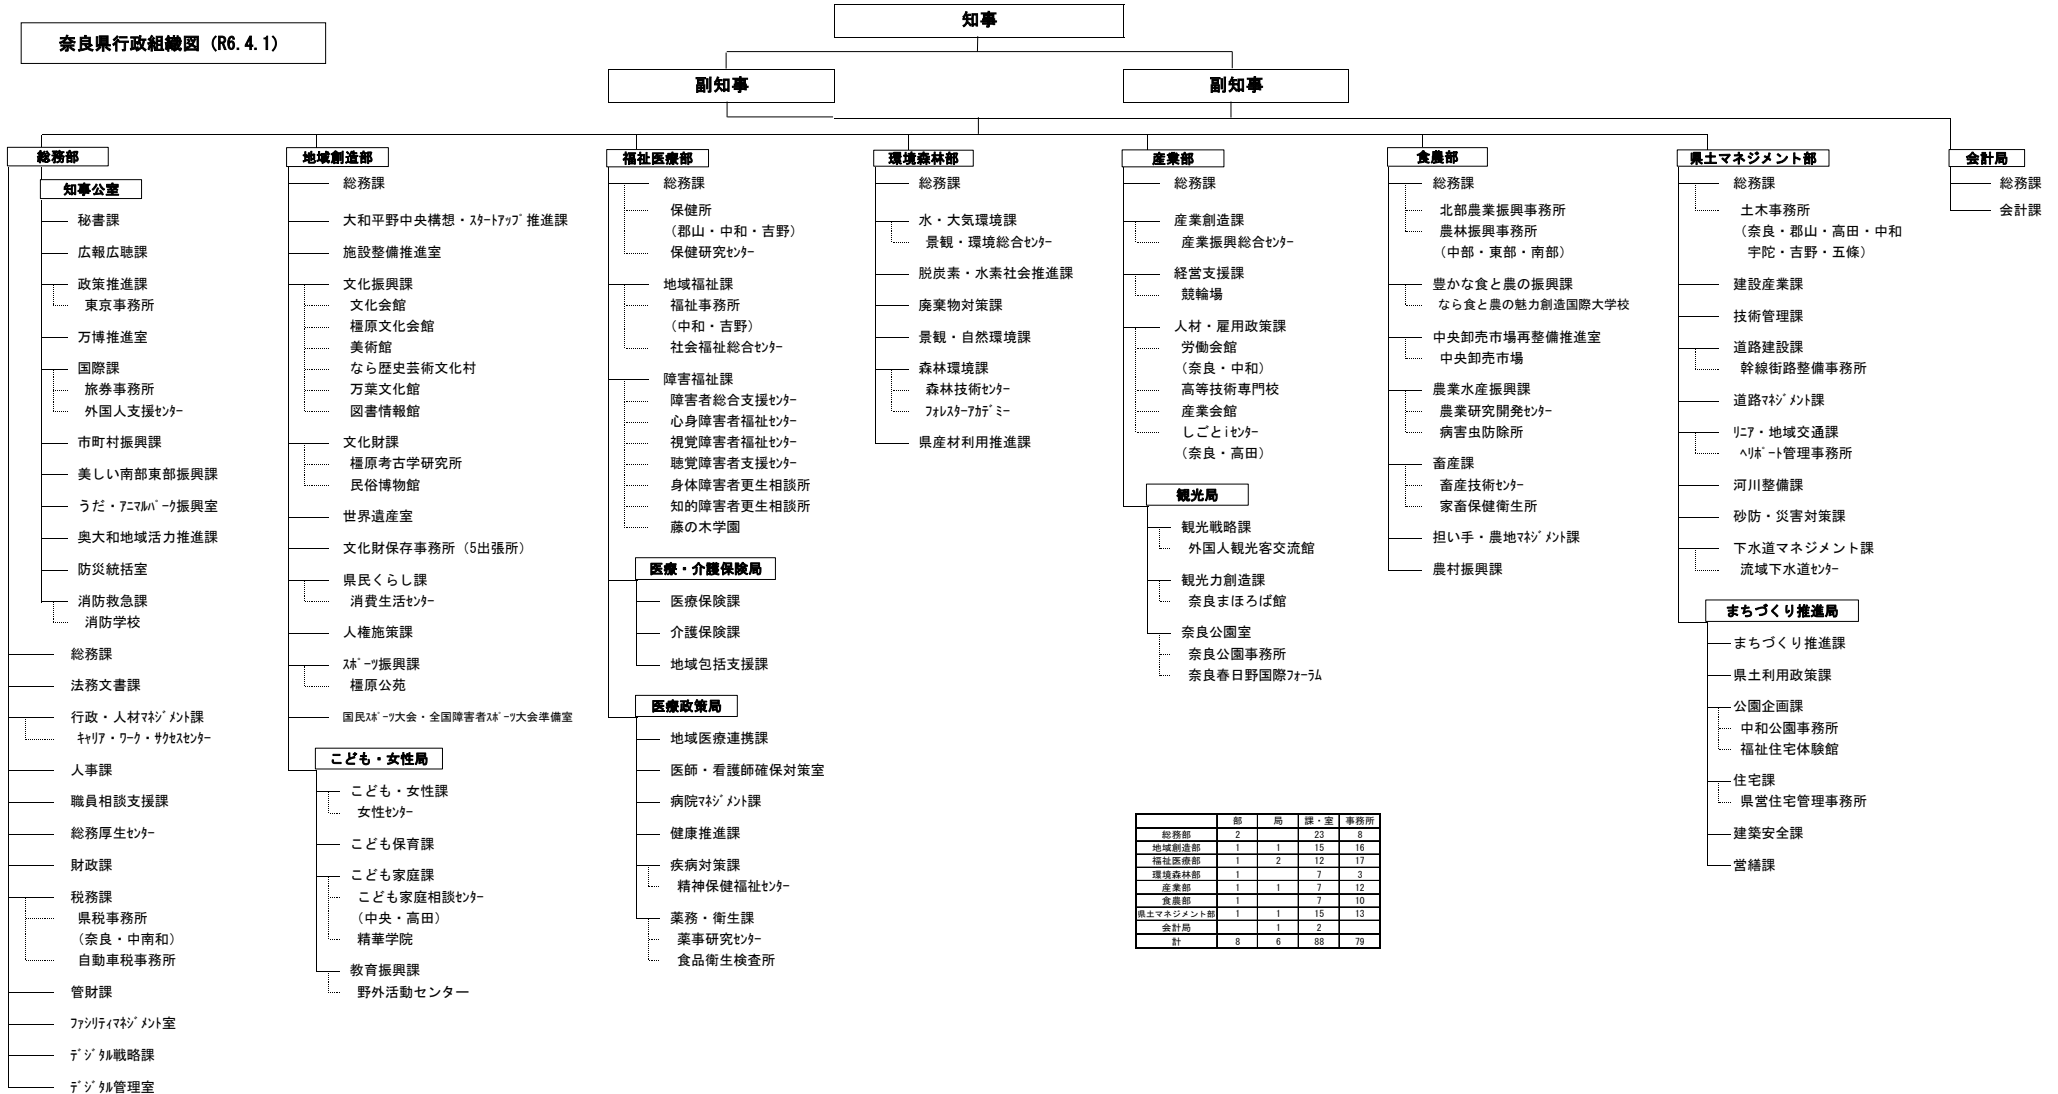 奈良県行政組織図 (R6.4.1)
知事
副知事
副知事
総務部
知事公室
秘書課
広報広聴課
政策推進課
東京事務所
万博推進室
国際課
旅券事務所
外国人支援ｾﾝﾀｰ
市町村振興課
美しい南部東部振興課
うだ・ｱﾆﾏﾙﾊﾟｰｸ振興室
奥大和地域活力推進課
防災統括室
消防救急課
消防学校
総務課
法務文書課
行政・人材ﾏﾈｼﾞﾒﾝﾄ課
ｷｬﾘｱ・ﾜｰｸ・ｻｸｾｽｾﾝﾀｰ
人事課
職員相談支援課
総務厚生ｾﾝﾀｰ
財政課
税務課
県税事務所
（奈良・中南和）
自動車税事務所
管財課
ﾌｧｼﾘﾃｨﾏﾈｼﾞﾒﾝﾄ室
ﾃﾞｼﾞﾀﾙ戦略課
ﾃﾞｼﾞﾀﾙ管理室
地域創造部
総務課
大和平野中央構想・ｽﾀｰﾄｱｯﾌﾟ推進課
施設整備推進室
文化振興課
文化会館
橿原文化会館
美術館
なら歴史芸術文化村
万葉文化館
図書情報館
文化財課
橿原考古学研究所
民俗博物館
世界遺産室
文化財保存事務所（5出張所）
県民くらし課
消費生活ｾﾝﾀｰ
人権施策課
ｽﾎﾟｰﾂ振興課
橿原公苑
国民ｽﾎﾟｰﾂ大会・全国障害者ｽﾎﾟｰﾂ大会準備室
こども・女性局
こども・女性課
女性ｾﾝﾀｰ
こども保育課
こども家庭課
こども家庭相談ｾﾝﾀｰ
（中央・高田）
精華学院
教育振興課
野外活動センター
福祉医療部
総務課
保健所
（郡山・中和・吉野）
保健研究ｾﾝﾀｰ
地域福祉課
福祉事務所
（中和・吉野）
社会福祉総合ｾﾝﾀｰ
障害福祉課
障害者総合支援ｾﾝﾀｰ
心身障害者福祉ｾﾝﾀｰ
視覚障害者福祉ｾﾝﾀｰ
聴覚障害者支援ｾﾝﾀｰ
身体障害者更生相談所
知的障害者更生相談所
藤の木学園
医療・介護保険局
医療保険課
介護保険課
地域包括支援課
医療政策局
地域医療連携課
医師・看護師確保対策室
病院ﾏﾈｼﾞﾒﾝﾄ課
健康推進課
疾病対策課
精神保健福祉ｾﾝﾀｰ
薬務・衛生課
薬事研究ｾﾝﾀｰ
食品衛生検査所
環境森林部
総務課
水・大気環境課
景観・環境総合ｾﾝﾀｰ
脱炭素・水素社会推進課
廃棄物対策課
景観・自然環境課
森林環境課
森林技術ｾﾝﾀｰ
ﾌｫﾚｽﾀｰｱｶﾃﾞﾐｰ
県産材利用推進課
産業部
総務課
産業創造課
産業振興総合ｾﾝﾀｰ
経営支援課
競輪場
人材・雇用政策課
労働会館
（奈良・中和）
高等技術専門校
産業会館
しごとiｾﾝﾀｰ
（奈良・高田）
観光局
観光戦略課
外国人観光客交流館
観光力創造課
奈良まほろば館
奈良公園室
奈良公園事務所
奈良春日野国際ﾌｫｰﾗﾑ
食農部
総務課
北部農業振興事務所
農林振興事務所
（中部・東部・南部）
豊かな食と農の振興課
なら食と農の魅力創造国際大学校
中央卸売市場再整備推進室
中央卸売市場
農業水産振興課
農業研究開発ｾﾝﾀｰ
病害虫防除所
畜産課
畜産技術ｾﾝﾀｰ
家畜保健衛生所
担い手・農地ﾏﾈｼﾞﾒﾝﾄ課
農村振興課
県土マネジメント部
総務課
土木事務所
（奈良・郡山・高田・中和
宇陀・吉野・五條）
建設産業課
技術管理課
道路建設課
幹線街路整備事務所
道路ﾏﾈｼﾞﾒﾝﾄ課
ﾘﾆｱ・地域交通課
ﾍﾘﾎﾟｰﾄ管理事務所
河川整備課
砂防・災害対策課
下水道マネジメント課
流域下水道ｾﾝﾀｰ
まちづくり推進局
まちづくり推進課
県土利用政策課
公園企画課
中和公園事務所
福祉住宅体験館
住宅課
県営住宅管理事務所
建築安全課
営繕課
会計局
総務課
会計課
部 局 課・室 事務所
総務部 2 23 8
地域創造部 1 1 15 16
福祉医療部 1 2 12 17
環境森林部 1 7 3
産業部 1 1 7 12
食農部 1 7 10
県土マネジメント部 1 1 15 13
会計局 1 2
計 8 6 88 79